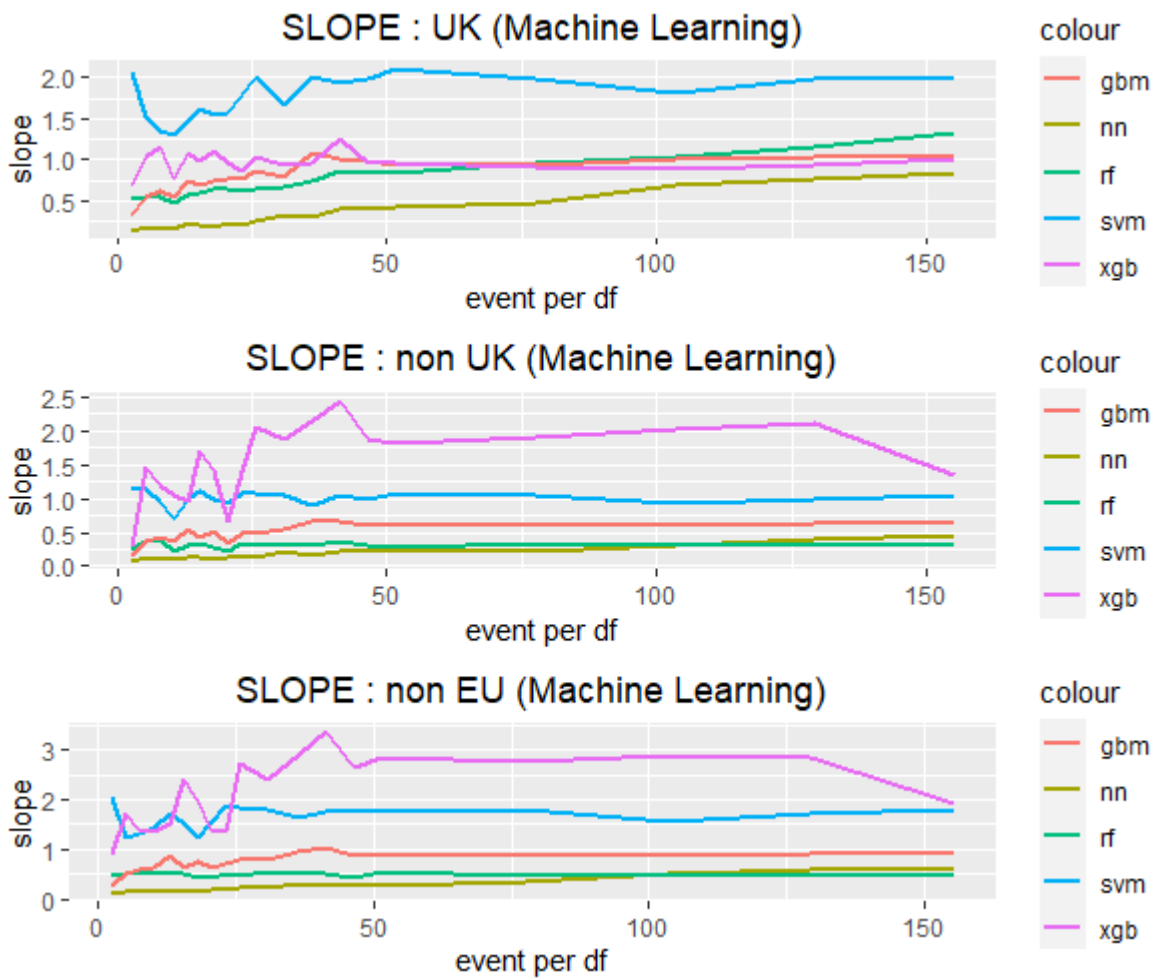 SLOPE : UK (Machine Learning)
colour
2.0
1.5
1.0
0.5
slope
0
50
100
150
event per df
gbm
nn
rf
svm
xgb
SLOPE : non UK (Machine Learning)
colour
2.5
2.0
1.5
1.0
0.5
0.0
slope
0
50
100
150
event per df
gbm
nn
rf
svm
xgb
SLOPE : non EU (Machine Learning)
colour
3
2
1
0
slope
0
50
100
150
event per df
gbm
nn
rf
svm
xgb